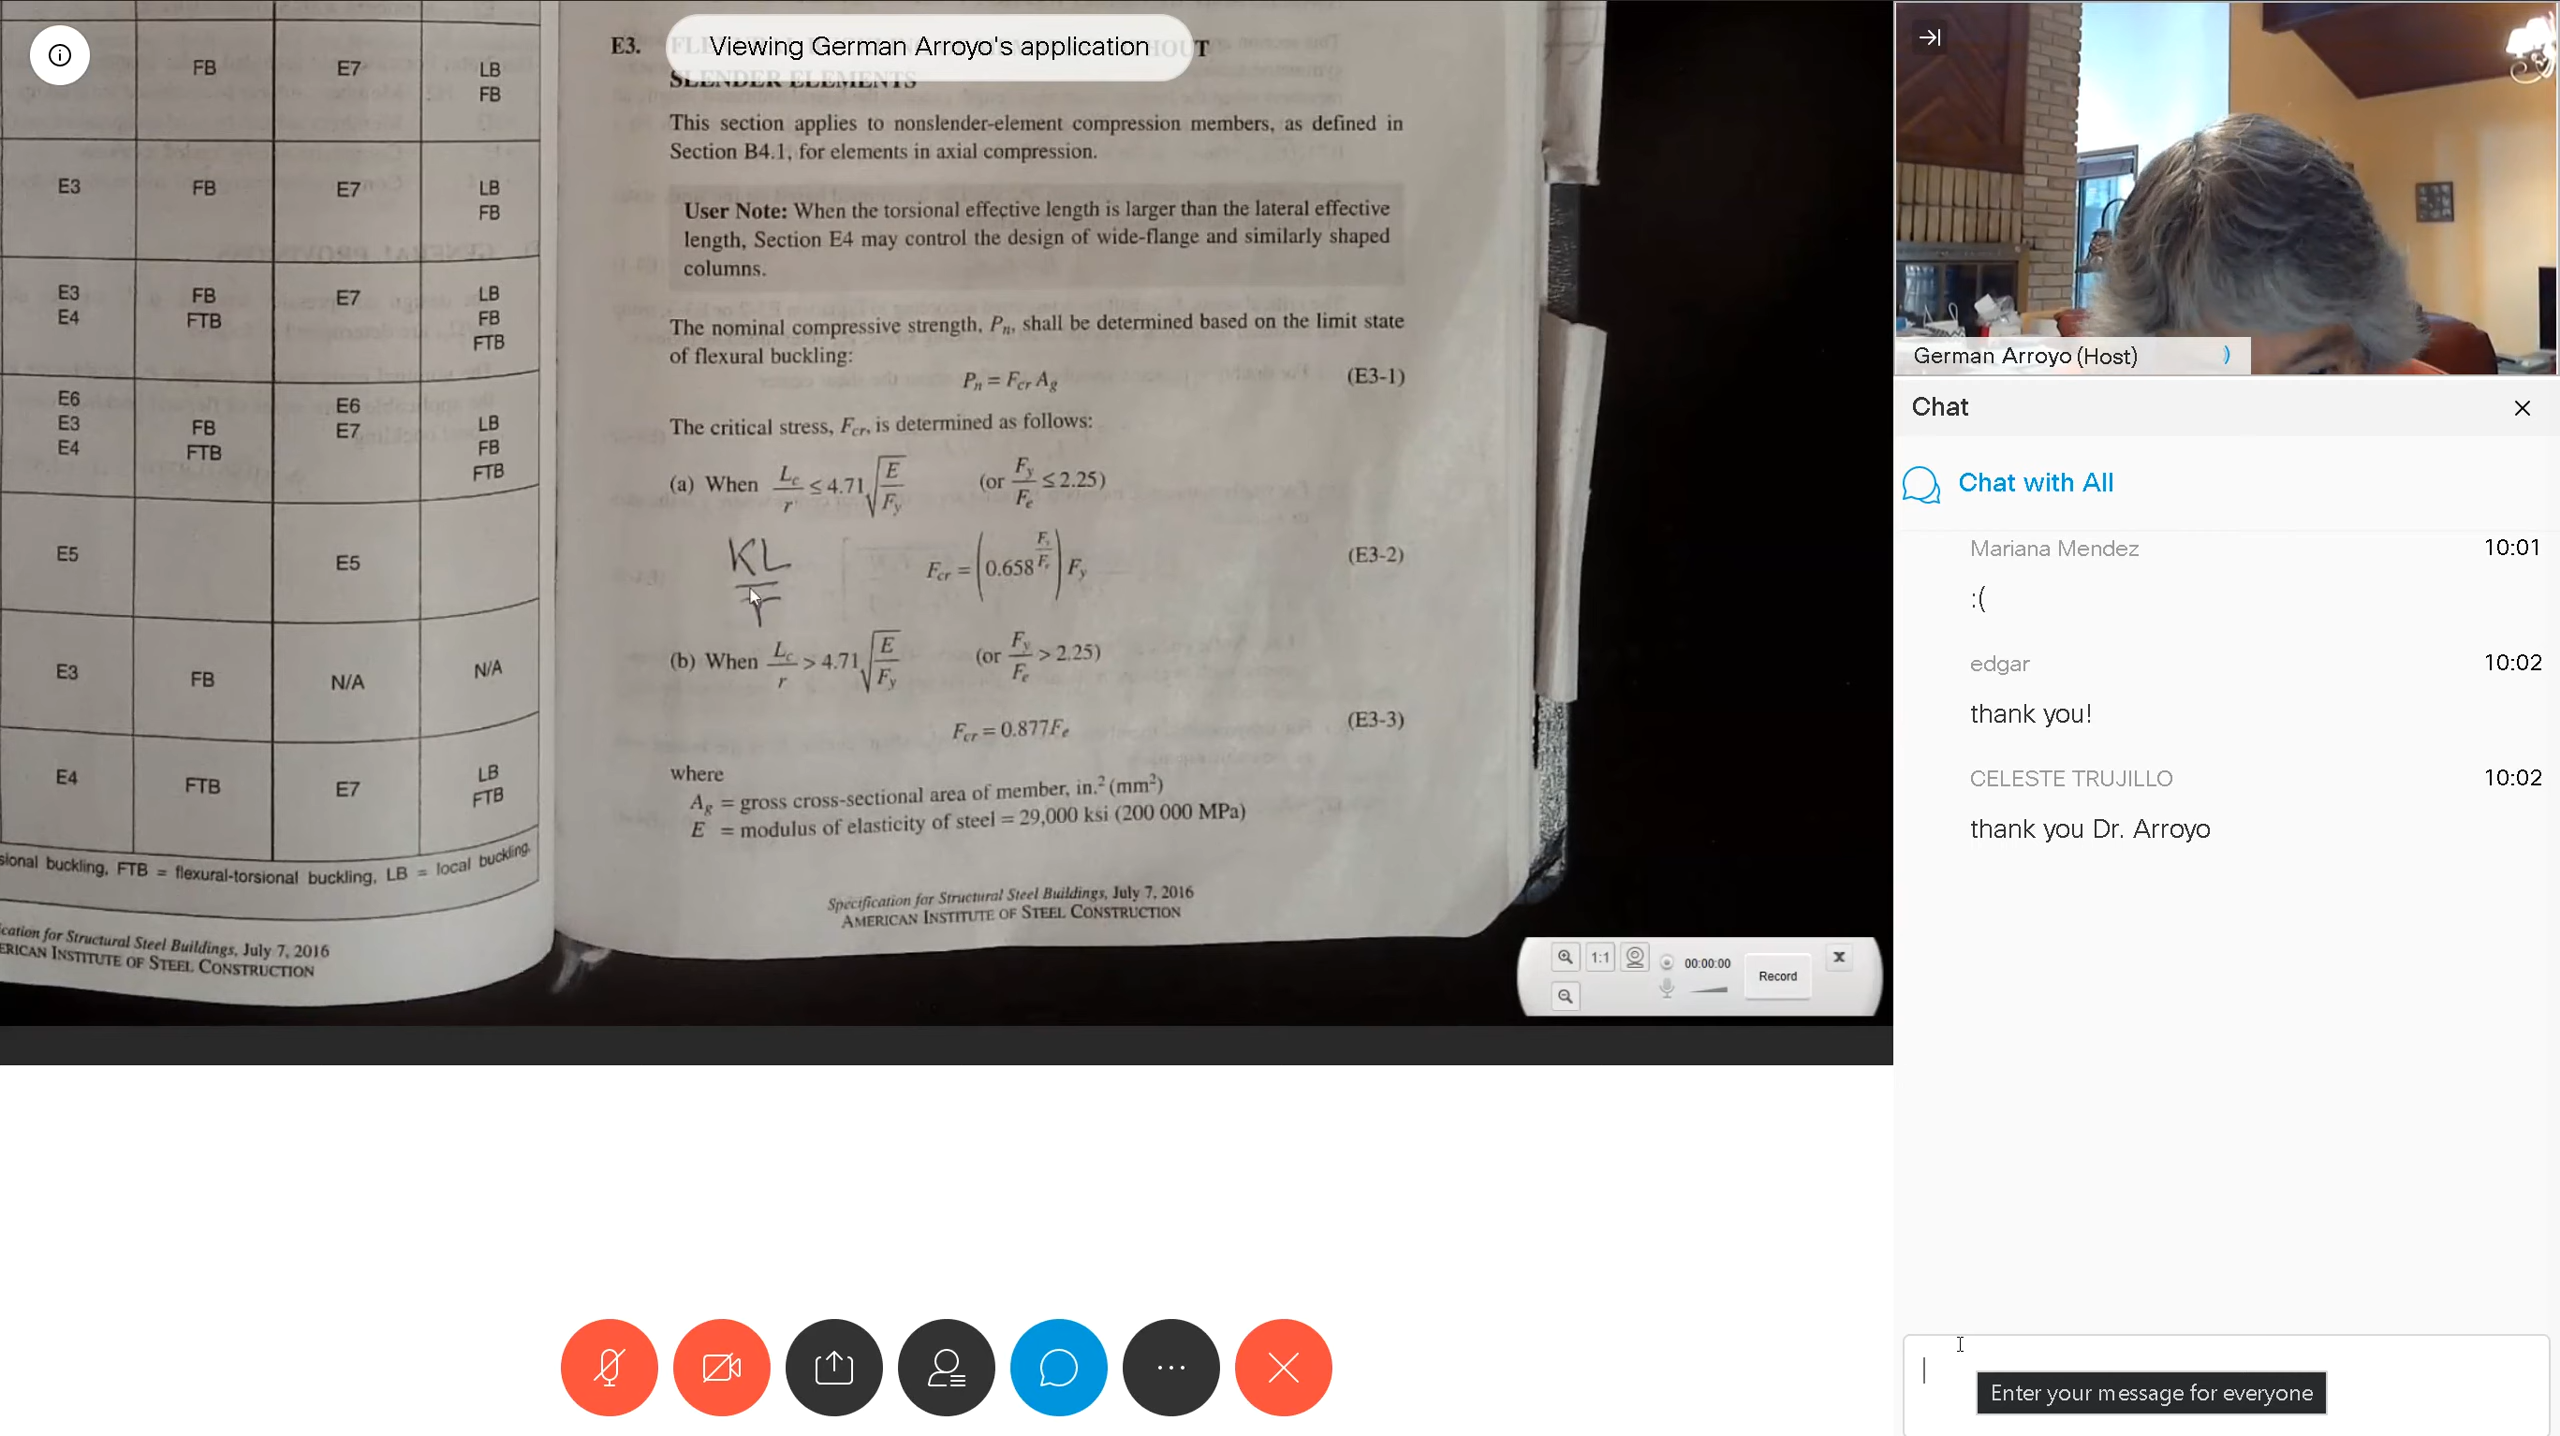 FB E7 LB
FB
E3 FB E7 LB
FB
E3 FB E7 LB
E4 FTB FB
FTB
E6 E6
E3 FB E7 LB
E4 FTB FB
FTB
E5 E5
E3 FB N/A N/A
E4 FTB E7 LB
FTB
buckling, FTB = flexural-torsional buckling, LB = local buckling.
for Structural Steel Buildings, July 7, 2016
INSTITUTE OF STEEL CONSTRUCTION
Viewing German Arroyo's application
E3.
SLENDER ELEMENTS
This section applies to nonslender-element compression members, as defined in
Section B4.1, for elements in axial compression.
User Note: When the torsional effective length is larger than the lateral effective
length, Section E4 may control the design of wide-flange and similarly shaped
columns.
The nominal compressive strength, Pn, shall be determined based on the limit state
of flexural buckling:
Pn = Fcr Ag (E3-1)
The critical stress, Fcr, is determined as follows:
(a) When Lc/r ≤ 4.71√(E/Fy) (or Fy/Fe ≤ 2.25)
KL/r
Fcr = (0.658^(Fy/Fe)) Fy (E3-2)
(b) When Lc/r > 4.71√(E/Fy) (or Fy/Fe > 2.25)
Fcr = 0.877Fe (E3-3)
where
Ag = gross cross-sectional area of member, in.² (mm²)
E = modulus of elasticity of steel = 29,000 ksi (200 000 MPa)
Specification for Structural Steel Buildings, July 7, 2016
AMERICAN INSTITUTE OF STEEL CONSTRUCTION
1:1 00:00:00 Record
German Arroyo (Host)
Chat
Chat with All
Mariana Mendez 10:01
:(
edgar 10:02
thank you!
CELESTE TRUJILLO 10:02
thank you Dr. Arroyo
Enter your message for everyone